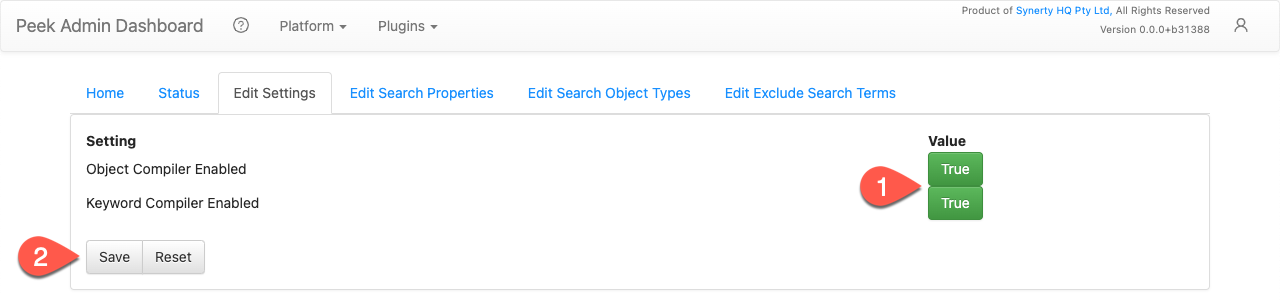 Peek Admin Dashboard ? Platform Plugins
Product of Synerty HQ Pty Ltd, All Rights Reserved
Version 0.0.0+b31388
Home Status Edit Settings Edit Search Properties Edit Search Object Types Edit Exclude Search Terms
Setting Value
Object Compiler Enabled True
1
Keyword Compiler Enabled True
2 Save Reset